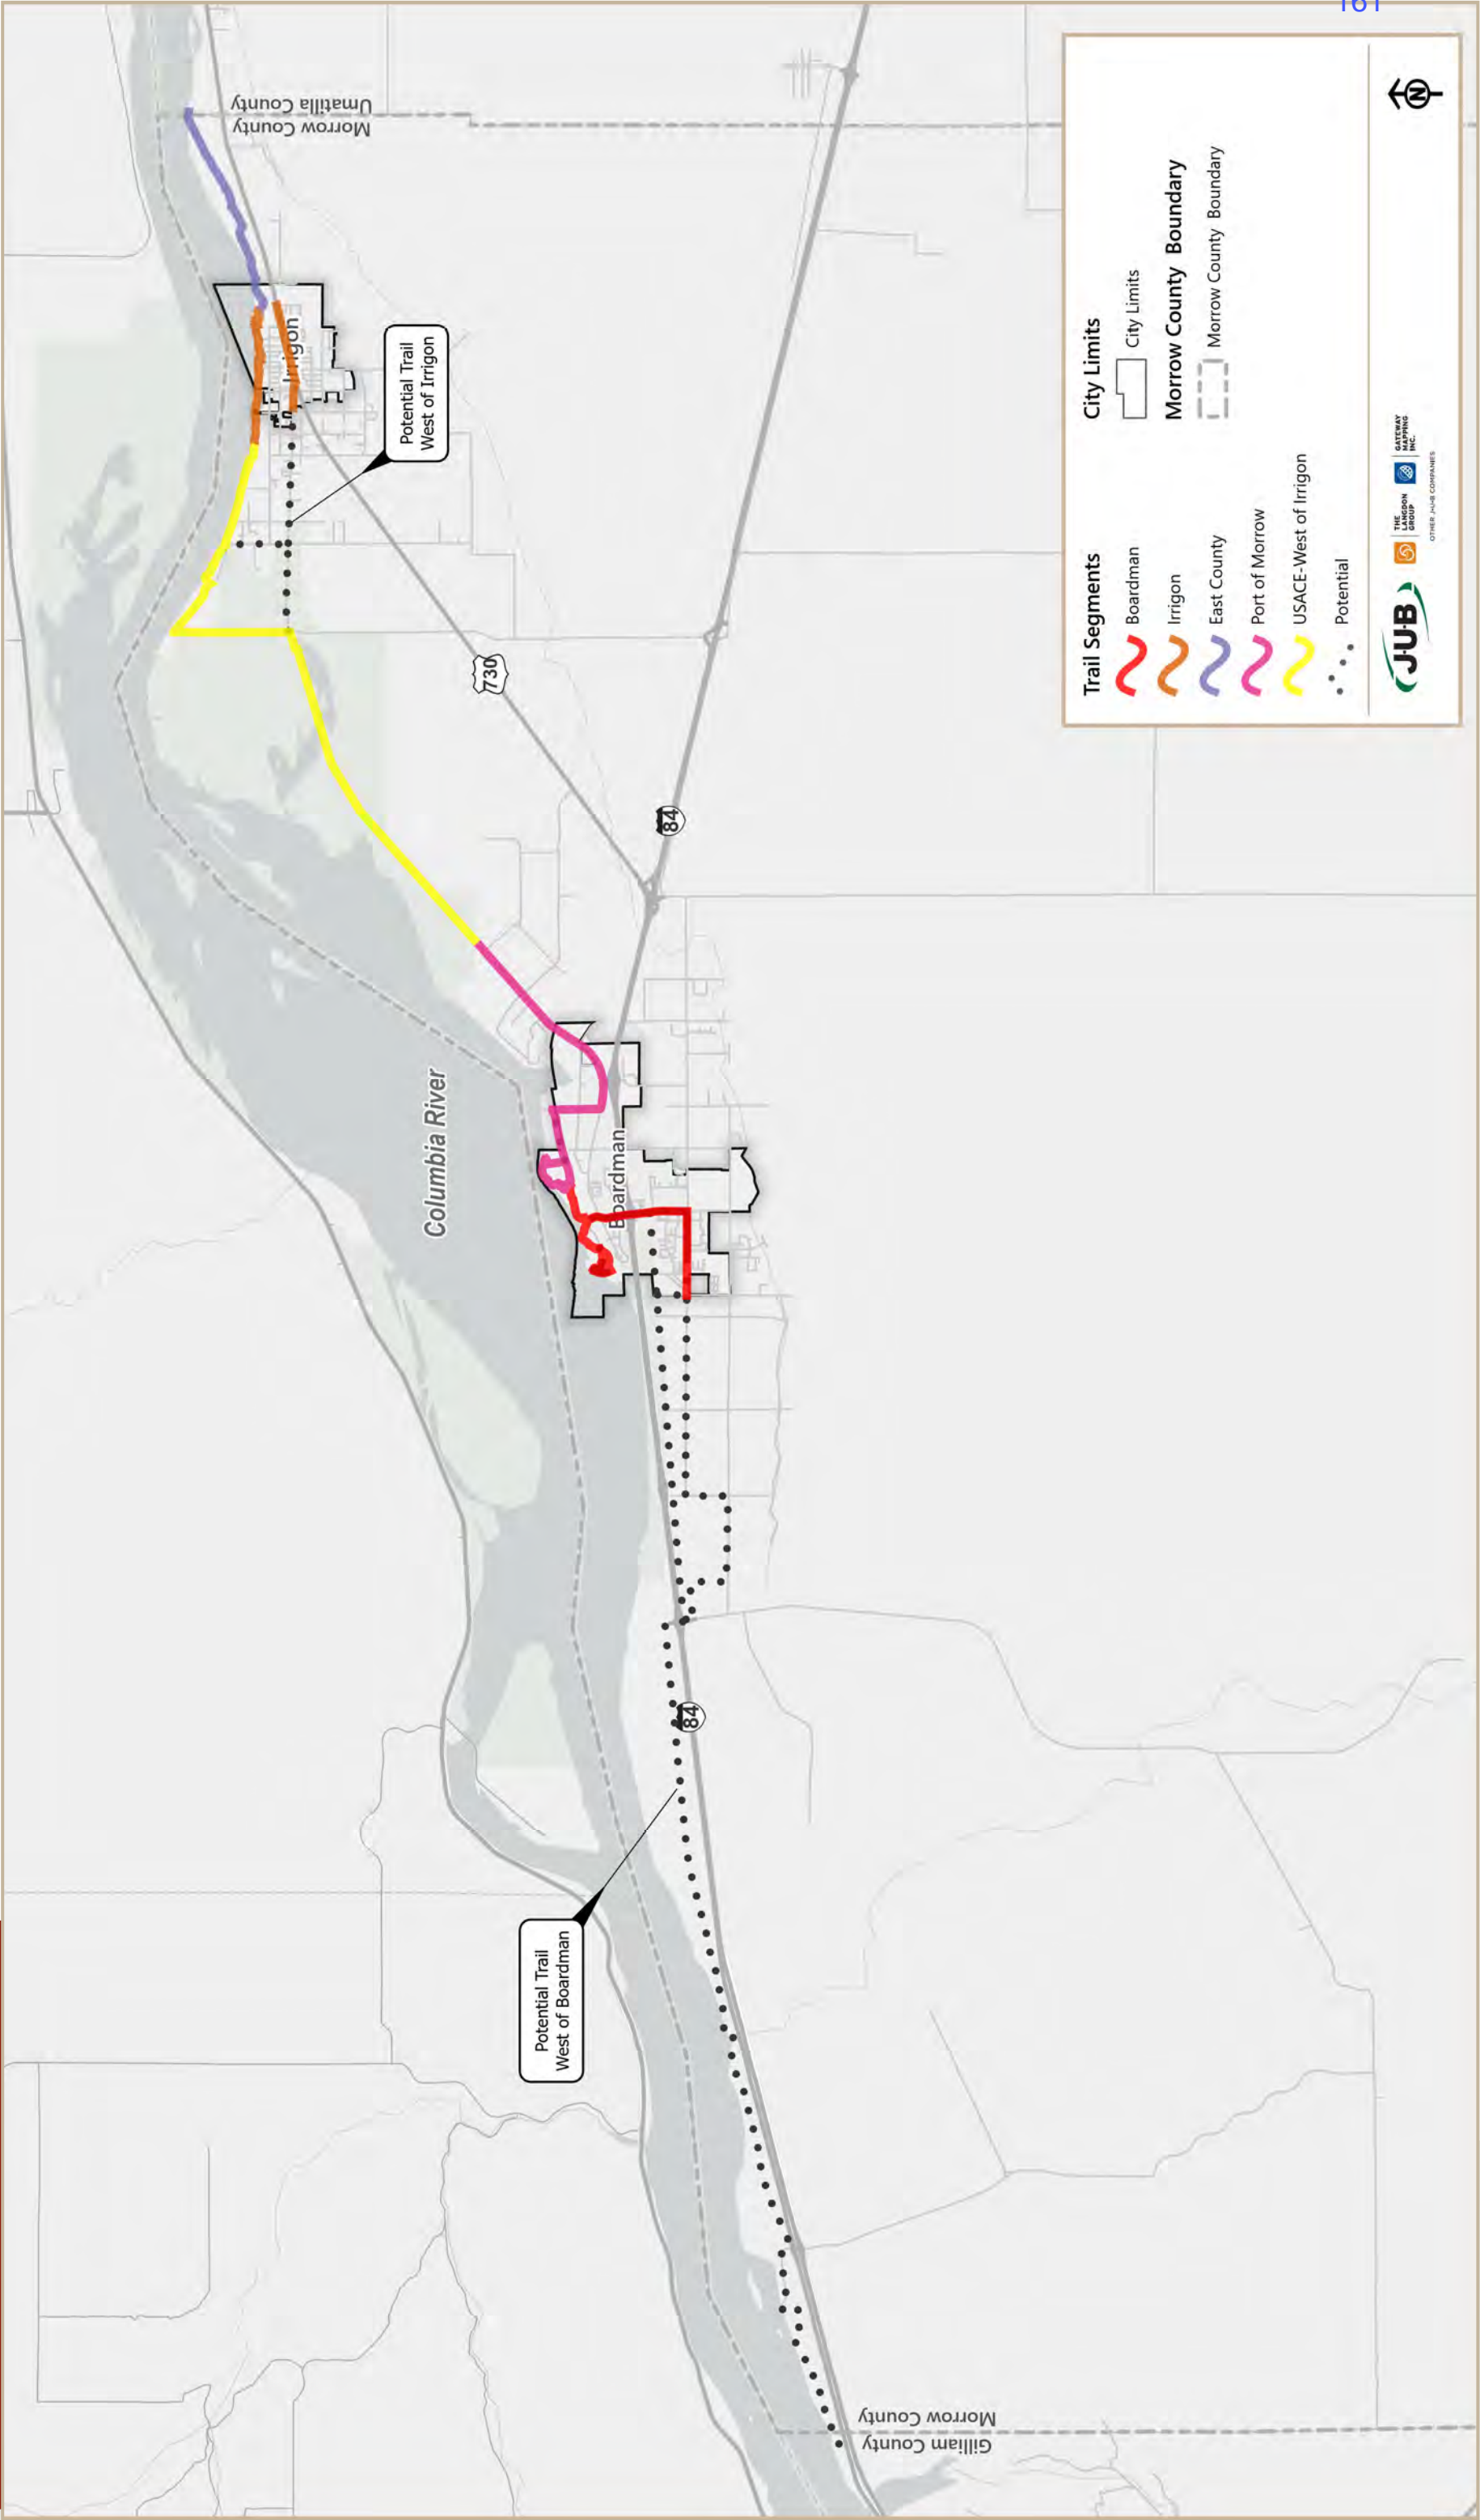 161
Umatilla County
Morrow County
Irrigon
Potential Trail
West of Irrigon
730
84
Columbia River
Boardman
84
Potential Trail
West of Boardman
Morrow County
Gilliam County
Trail Segments
Boardman
Irrigon
East County
Port of Morrow
USACE-West of Irrigon
Potential
City Limits
City Limits
Morrow County Boundary
Morrow County Boundary
J-U-B
THE
LANGDON
GROUP
GATEWAY
MAPPING
INC.
OTHER J-U-B COMPANIES
N